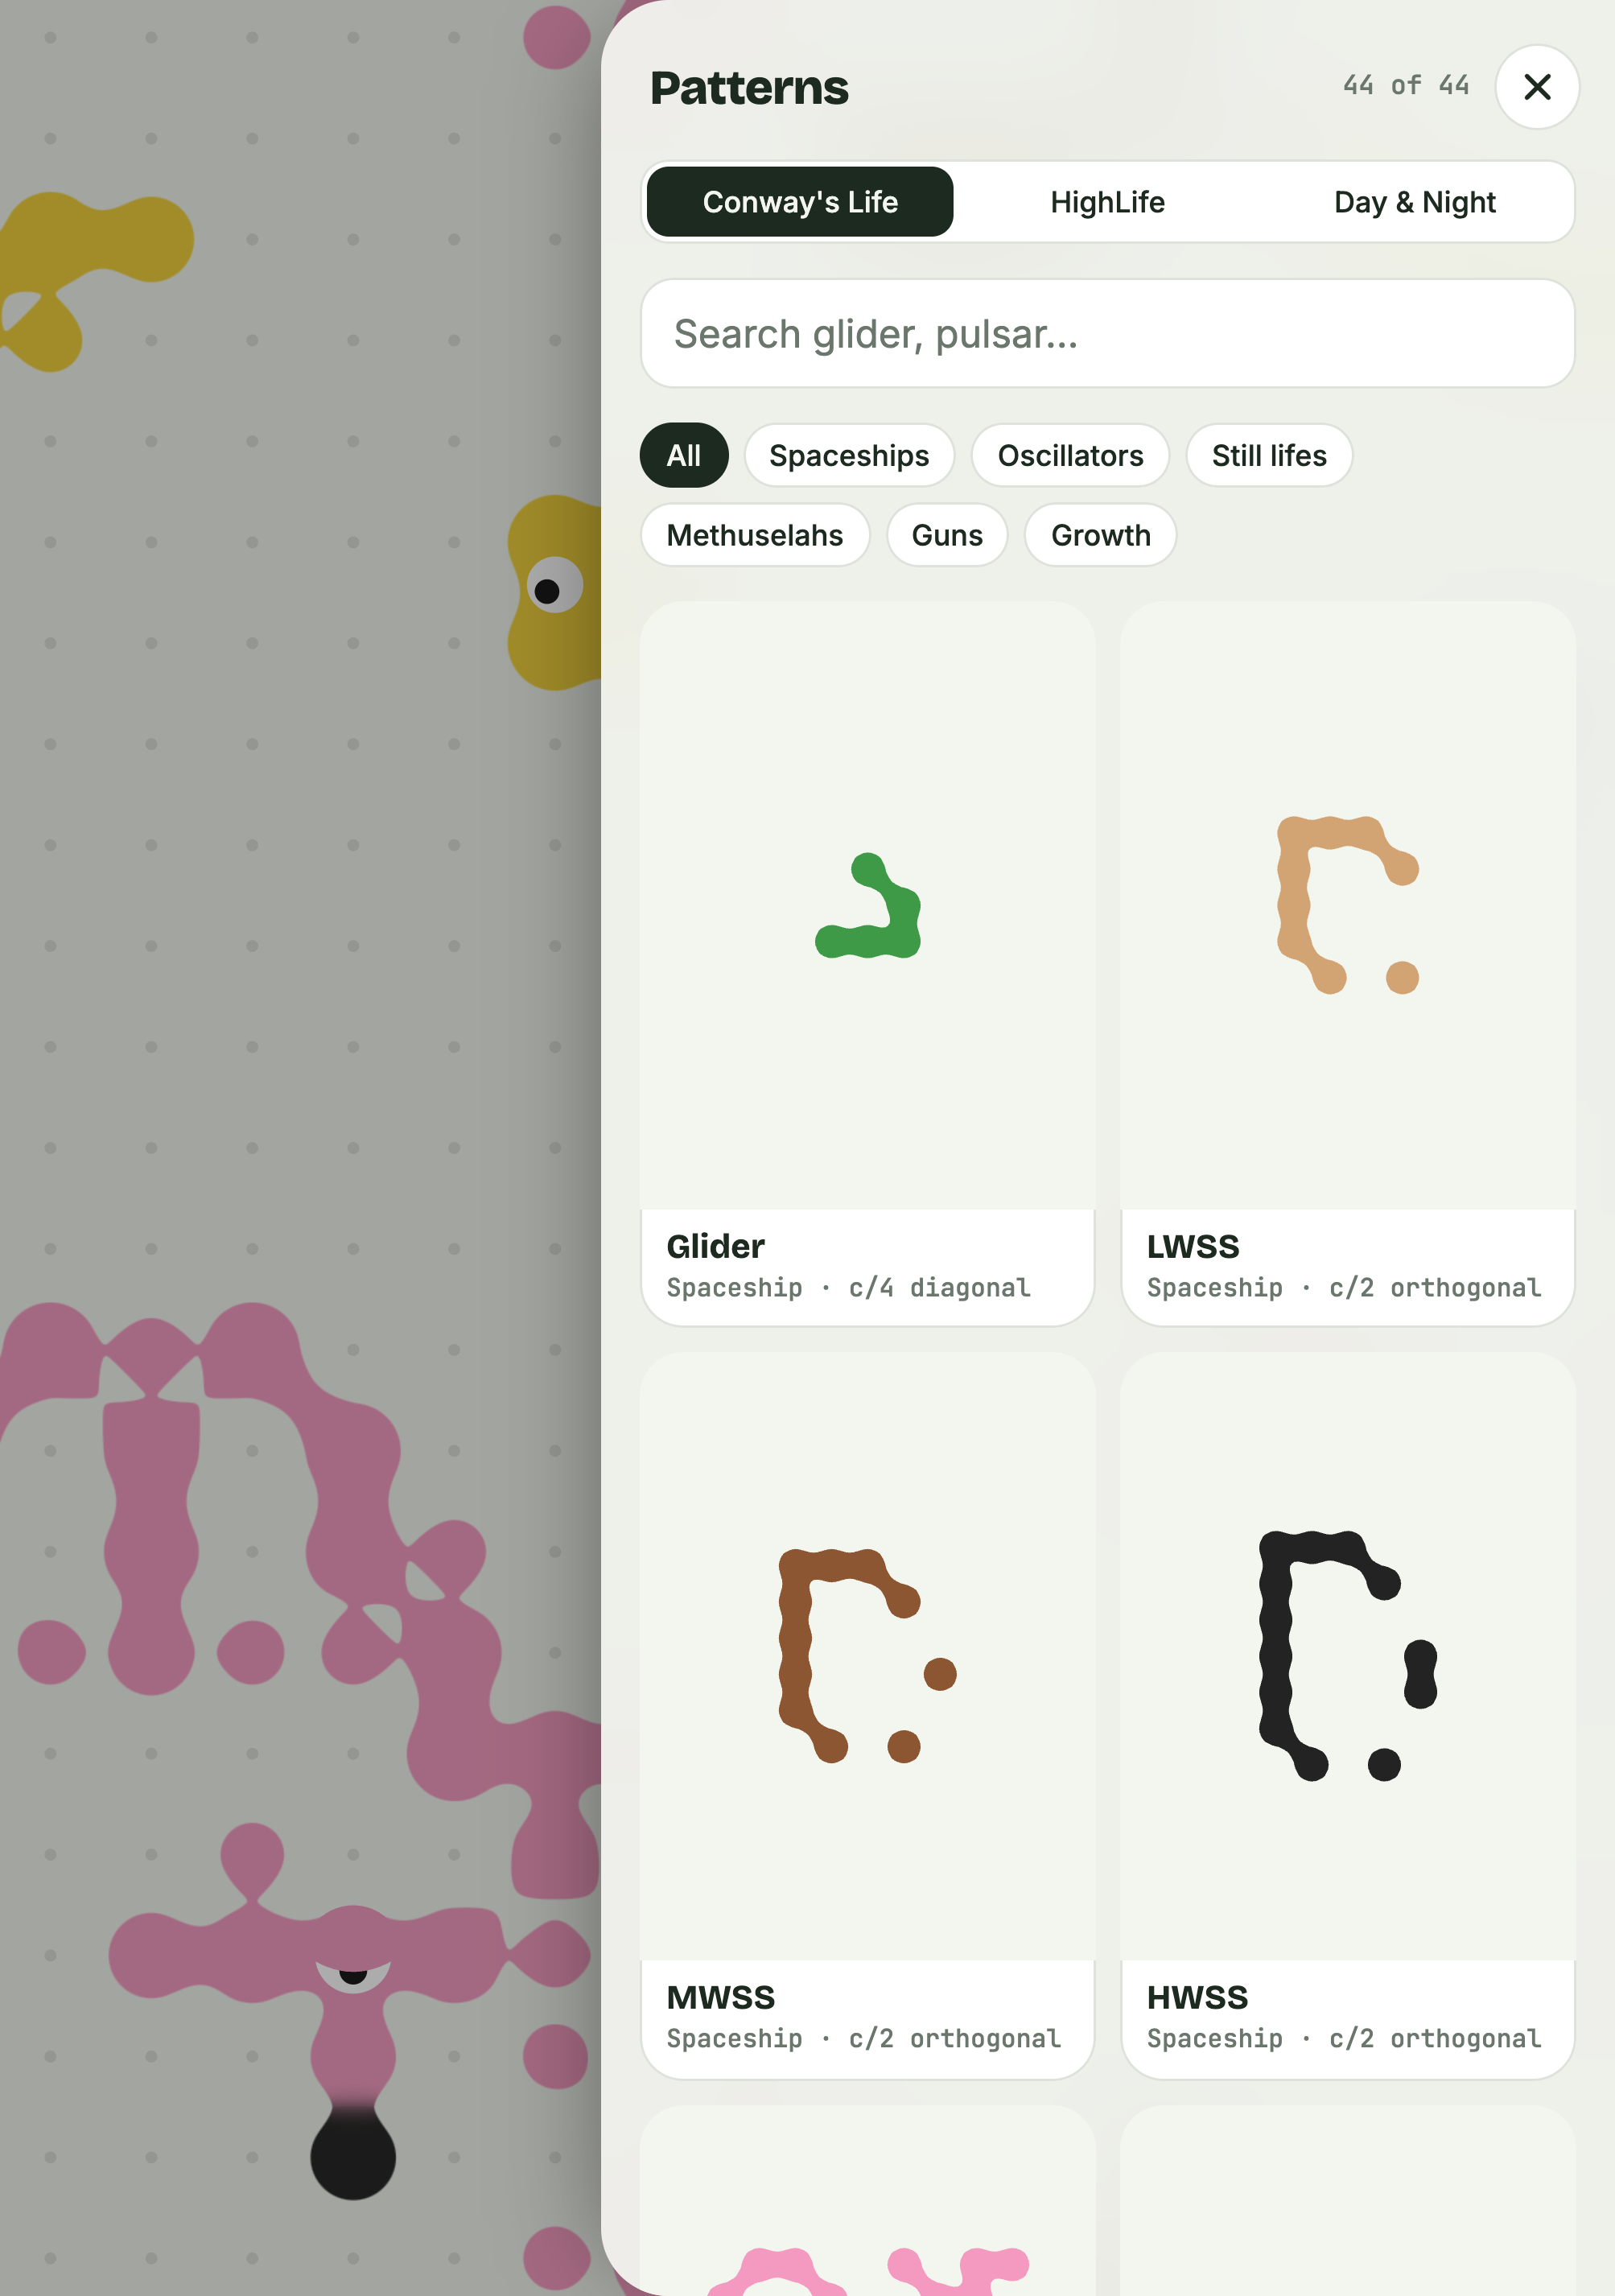 Patterns
44 of 44
Conway's Life
HighLife
Day & Night
Search glider, pulsar...
All
Spaceships
Oscillators
Still lifes
Methuselahs
Guns
Growth
Glider
Spaceship · c/4 diagonal
LWSS
Spaceship · c/2 orthogonal
MWSS
Spaceship · c/2 orthogonal
HWSS
Spaceship · c/2 orthogonal